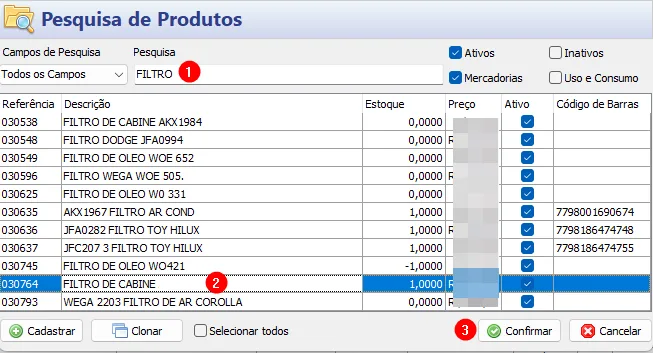 Pesquisa de Produtos
Campos de Pesquisa Pesquisa
Todos os Campos FILTRO 1
Ativos Inativos
Mercadorias Uso e Consumo
Referência Descrição Estoque Preço Ativo Código de Barras
030538 FILTRO DE CABINE AKX1984 0,0000
030548 FILTRO DODGE JFA0994 0,0000 R
030549 FILTRO DE OLEO WOE 652 0,0000
030596 FILTRO WEGA WOE 505. 0,0000 R
030625 FILTRO DE OLEO W0 331 0,0000
030635 AKX1967 FILTRO AR COND 1,0000 7798001690674
030636 JFA0282 FILTRO TOY HILUX 1,0000 R 7798186474748
030637 JFC207 3 FILTRO TOY HILUX 1,0000 R 7798186474755
030745 FILTRO DE OLEO WO421 -1,0000
030764 FILTRO DE CABINE 2 1,0000 R
030793 WEGA 2203 FILTRO DE AR COROLLA 0,0000 R
Cadastrar Clonar Selecionar todos 3 Confirmar Cancelar